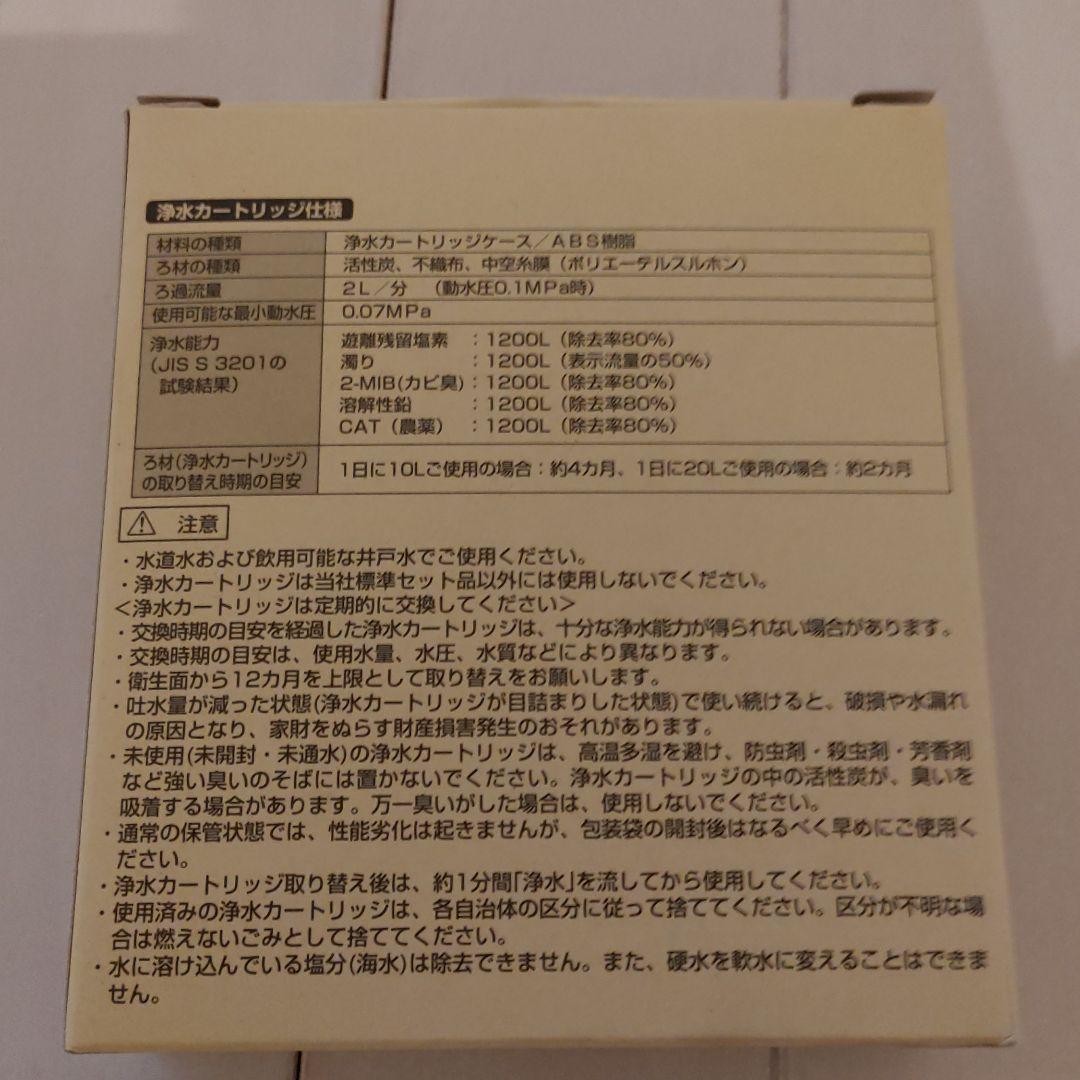 浄水カートリッジ仕様
材料の種類 浄水カートリッジケース／ABS樹脂
ろ材の種類 活性炭、不織布、中空糸膜（ポリエーテルスルホン）
ろ過流量 2L／分 （動水圧0.1MPa時）
使用可能な最小動水圧 0.07MPa
浄水能力 遊離残留塩素 ：1200L（除去率80%）
（JIS S 3201の 濁り ：1200L（表示流量の50%）
試験結果） 2-MIB(カビ臭)：1200L（除去率80%）
溶解性鉛 ：1200L（除去率80%）
CAT（農薬） ：1200L（除去率80%）
ろ材(浄水カートリッジ)
の取り替え時期の目安 1日に10Lご使用の場合：約4カ月、1日に20Lご使用の場合：約2カ月
注意
・水道水および飲用可能な井戸水でご使用ください。
・浄水カートリッジは当社標準セット品以外には使用しないでください。
＜浄水カートリッジは定期的に交換してください＞
・交換時期の目安を経過した浄水カートリッジは、十分な浄水能力が得られない場合があります。
・交換時期の目安は、使用水量、水圧、水質などにより異なります。
・衛生面から12カ月を上限として取り替えをお願いします。
・吐水量が減った状態(浄水カートリッジが目詰まりした状態)で使い続けると、破損や水漏れ
の原因となり、家財をぬらす財産損害発生のおそれがあります。
・未使用(未開封・未通水)の浄水カートリッジは、高温多湿を避け、防虫剤・殺虫剤・芳香剤
など強い臭いのそばには置かないでください。浄水カートリッジの中の活性炭が、臭いを
吸着する場合があります。万一臭いがした場合は、使用しないでください。
・通常の保管状態では、性能劣化は起きませんが、包装袋の開封後はなるべく早めにご使用く
ださい。
・浄水カートリッジ取り替え後は、約1分間｢浄水｣を流してから使用してください。
・使用済みの浄水カートリッジは、各自治体の区分に従って捨ててください。区分が不明な場
合は燃えないごみとして捨ててください。
・水に溶け込んでいる塩分(海水)は除去できません。また、硬水を軟水に変えることはできま
せん。